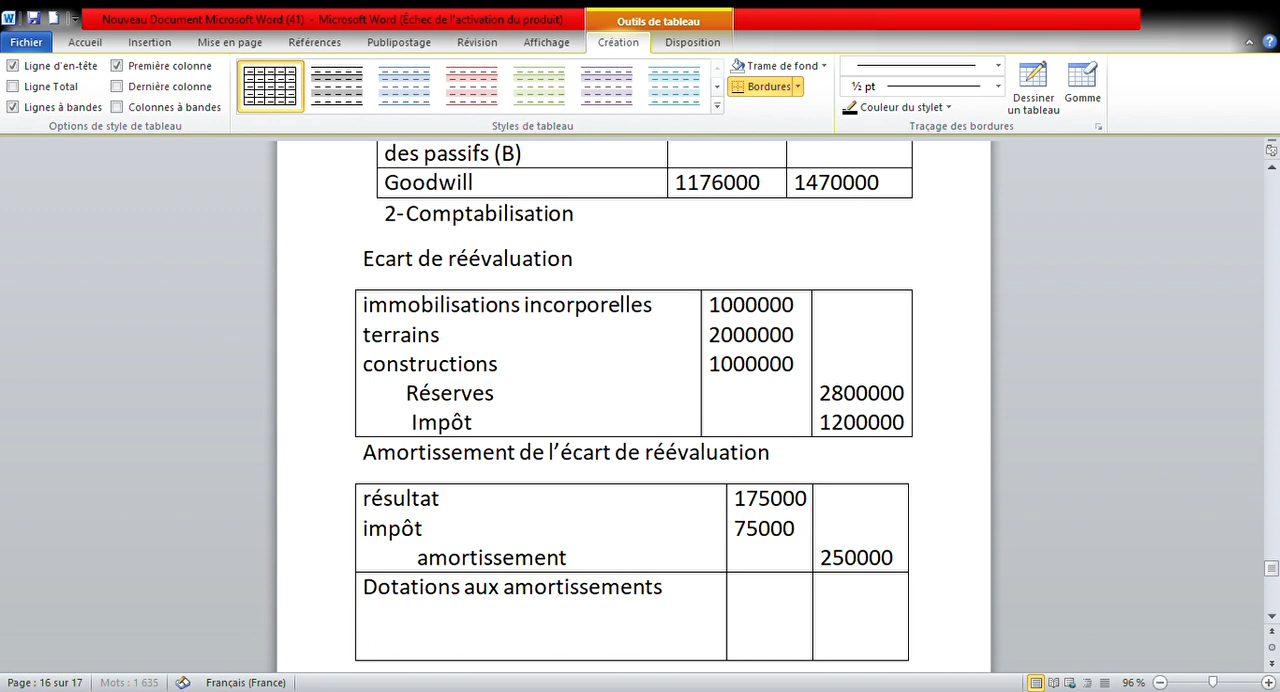 Nouveau Document Microsoft Word (41) - Microsoft Word (Échec de l'activation du produit)
Outils de tableau
Fichier Accueil Insertion Mise en page Références Publipostage Révision Affichage Création Disposition
Ligne d'en-tête Première colonne
Ligne Total Dernière colonne
Lignes à bandes Colonnes à bandes
Options de style de tableau
Styles de tableau
Trame de fond
Bordures
½ pt
Couleur du stylet
Dessiner un tableau
Gomme
Traçage des bordures
des passifs (B)
Goodwill 1176000 1470000
2-Comptabilisation
Ecart de réévaluation
immobilisations incorporelles 1000000
terrains 2000000
constructions 1000000
Réserves 2800000
Impôt 1200000
Amortissement de l'écart de réévaluation
résultat 175000
impôt 75000
amortissement 250000
Dotations aux amortissements
Page : 16 sur 17 Mots : 1 635 Français (France) 96 %